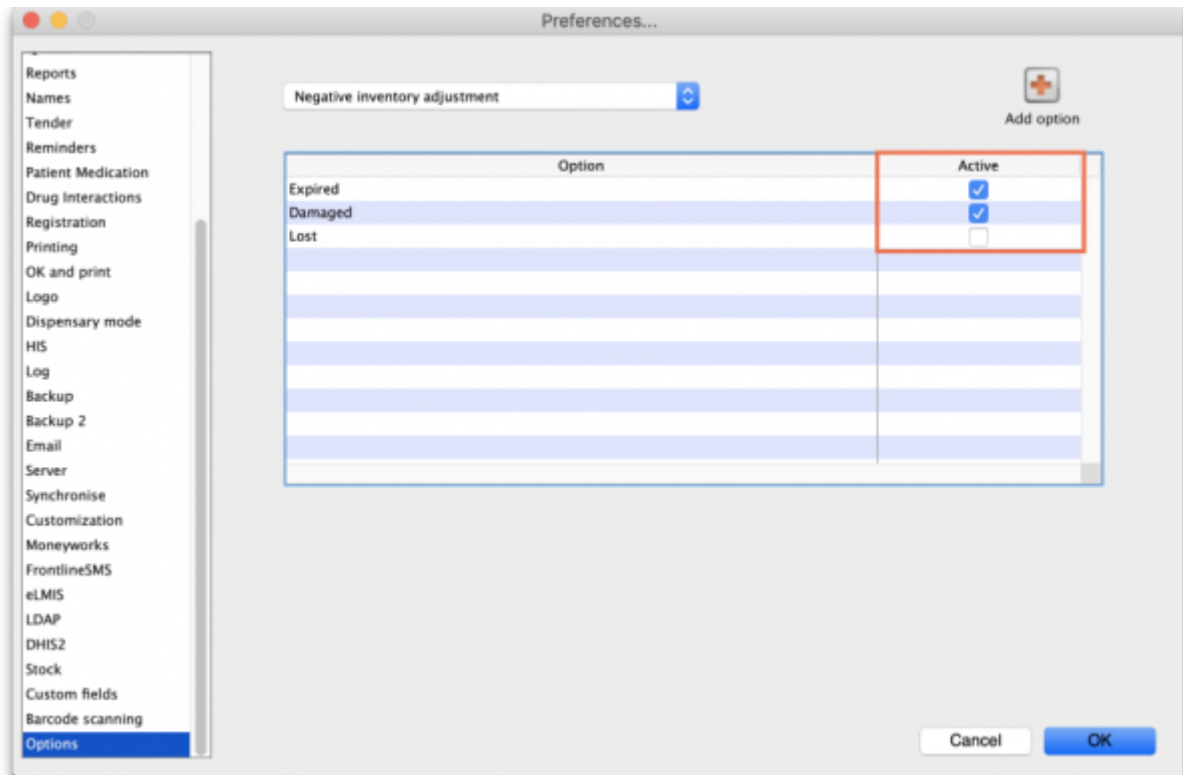 Preferences...
Reports
Names
Tender
Reminders
Patient Medication
Drug Interactions
Registration
Printing
OK and print
Logo
Dispensary mode
HIS
Log
Backup
Backup 2
Email
Server
Synchronise
Customization
Moneyworks
FrontlineSMS
eLMIS
LDAP
DHIS2
Stock
Custom fields
Barcode scanning
Options
Negative inventory adjustment
Add option
Option Active
Expired
Damaged
Lost
Cancel OK